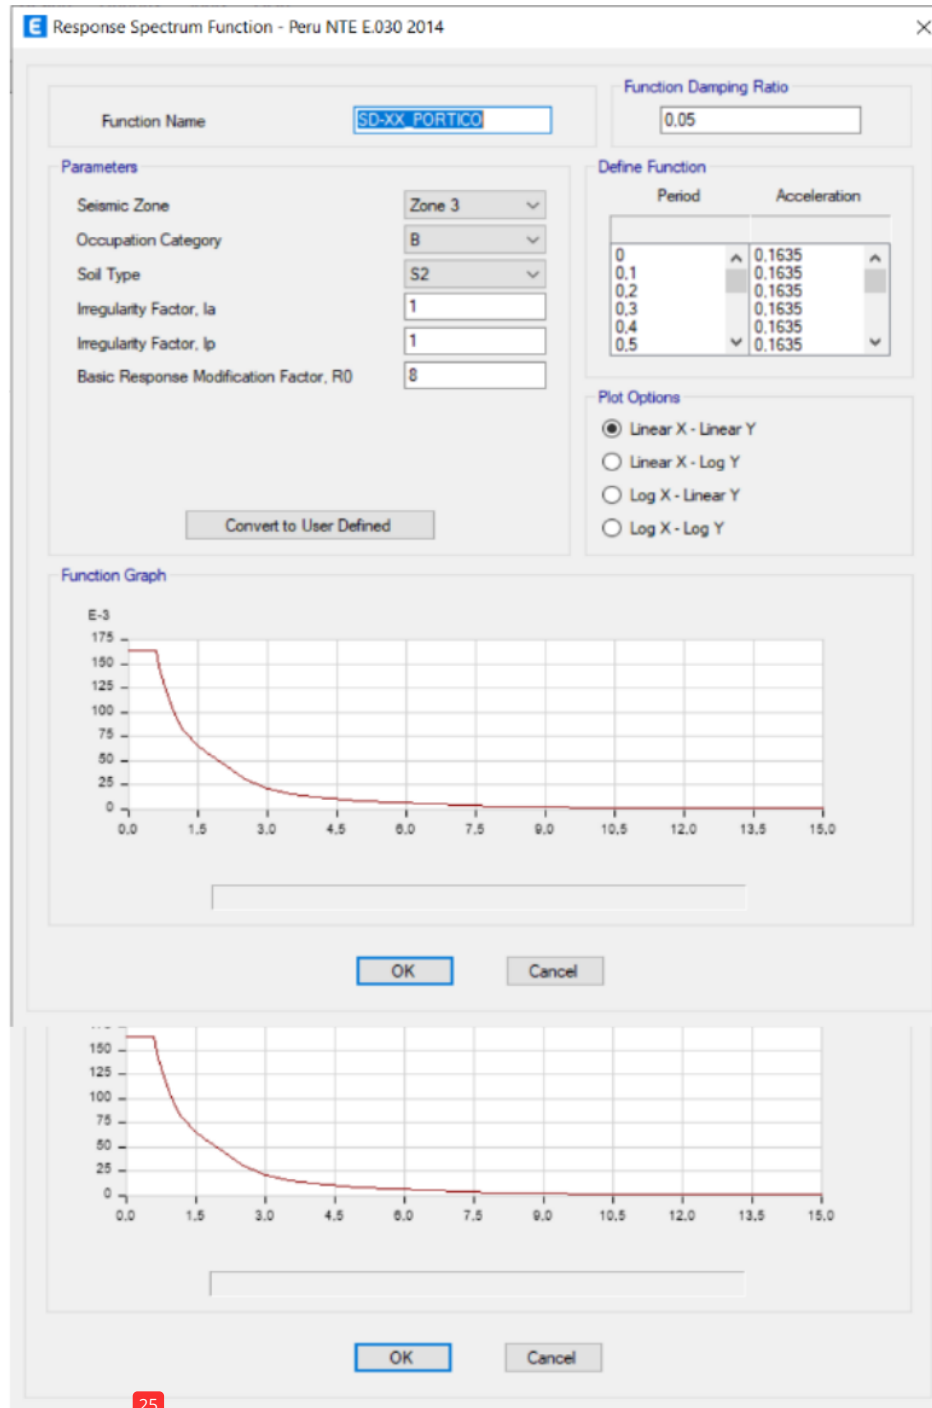 E Response Spectrum Function - Peru NTE E.030 2014
Function Name
SD-XX_PORTICO
Function Damping Ratio
0,05
Parameters
Seismic Zone
Zone 3
Occupation Category
B
Soil Type
S2
Irregularity Factor, Ia
1
Irregularity Factor, Ip
1
Basic Response Modification Factor, R0
8
Convert to User Defined
Define Function
Period Acceleration
0 0,1635
0,1 0,1635
0,2 0,1635
0,3 0,1635
0,4 0,1635
0,5 0,1635
Plot Options
Linear X - Linear Y
Linear X - Log Y
Log X - Linear Y
Log X - Log Y
Function Graph
E-3
175
150
125
100
75
50
25
0
0,0 1,5 3,0 4,5 6,0 7,5 9,0 10,5 12,0 13,5 15,0
OK Cancel
150
125
100
75
50
25
0
0,0 1,5 3,0 4,5 6,0 7,5 9,0 10,5 12,0 13,5 15,0
OK Cancel
25